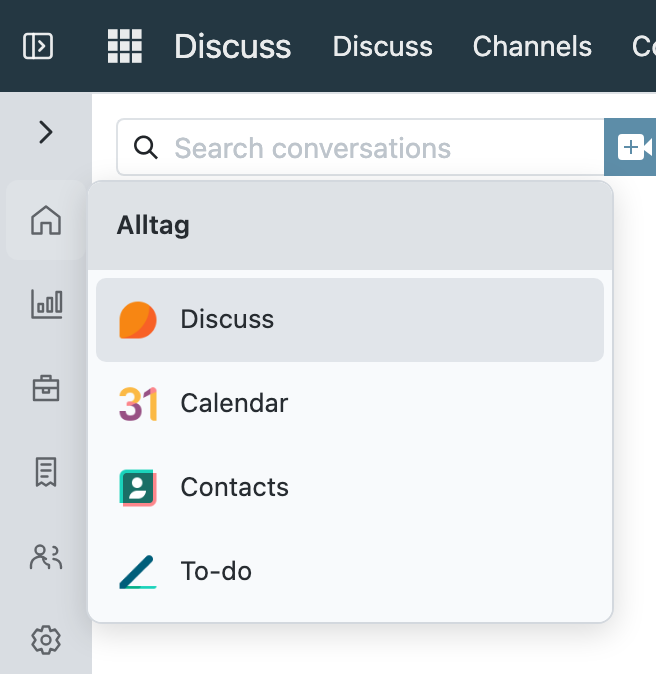 Discuss Discuss Channels
Search conversations
Alltag
Discuss
31 Calendar
Contacts
To-do